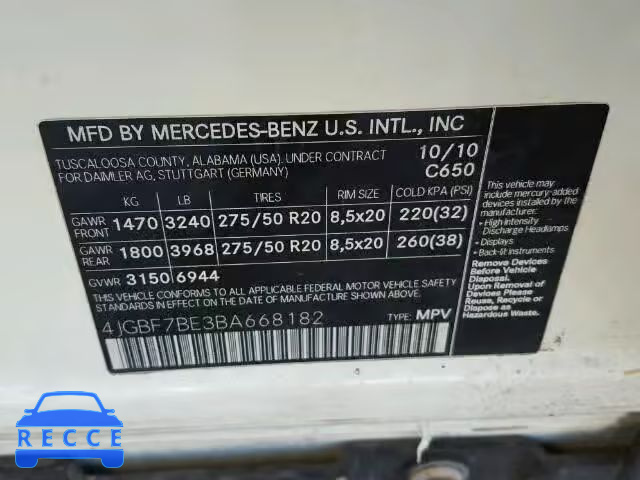 MFD BY MERCEDES-BENZ U.S. INTL., INC
TUSCALOOSA COUNTY, ALABAMA (USA). UNDER CONTRACT
FOR DAIMLER AG, STUTTGART (GERMANY)
10/10
C650
KG LB TIRES RIM SIZE COLD KPA (PSI)
GAWR FRONT 1470 3240 275/50 R20 8,5x20 220(32)
GAWR REAR 1800 3968 275/50 R20 8,5x20 260(38)
GVWR 3150 6944
THIS VEHICLE CONFORMS TO ALL APPLICABLE FEDERAL MOTOR VEHICLE SAFETY
BUMPER AND THEFT PREVENTION STANDARDS IN EFFECT ON THE DATE OF
MANUFACTURE SHOWN ABOVE
4JGBF7BE3BA668182
TYPE: MPV
This vehicle may
include mercury-added
devices installed by
the manufacturer:
• High Intensity
Discharge Headlamps
• Displays
• Back-lit instruments
Remove Devices
Before Vehicle
Disposal.
Upon Removal of
Devices Please
Reuse, Recycle or
Dispose as
Hazardous Waste.
RECCE